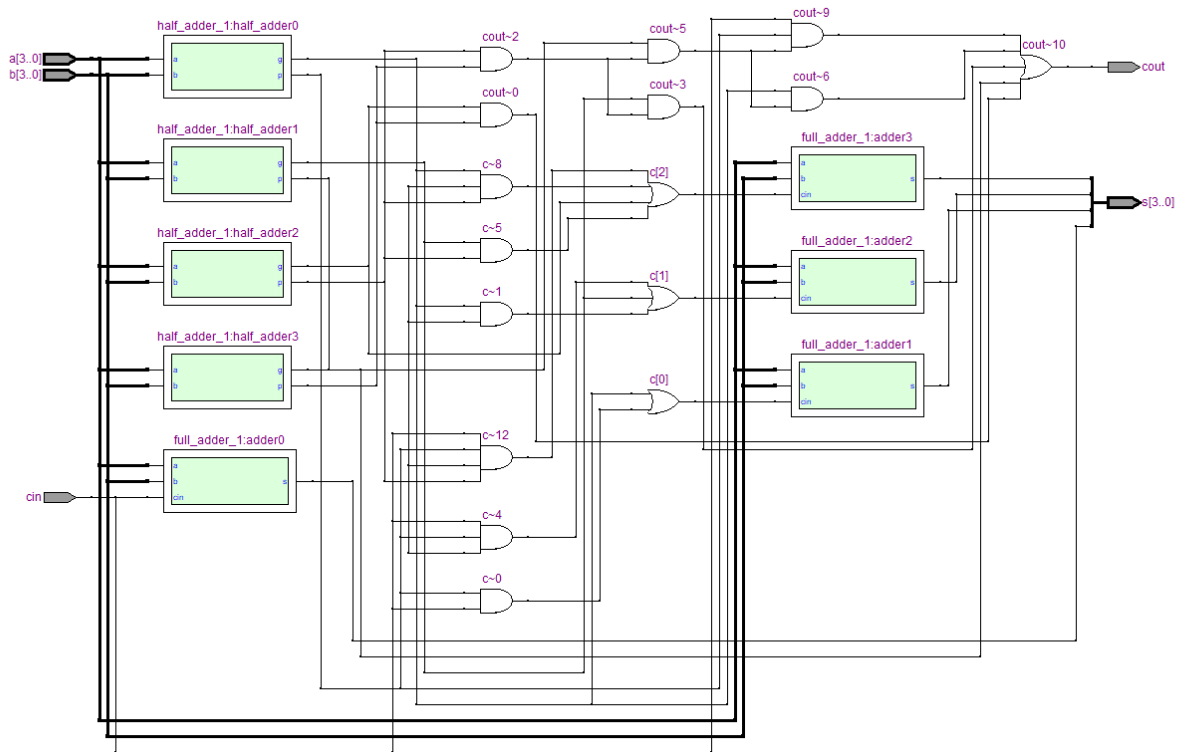 half_adder_1:half_adder0
a[3..0]
b[3..0]
a
b
g
p
half_adder_1:half_adder1
a
b
g
p
half_adder_1:half_adder2
a
b
g
p
half_adder_1:half_adder3
a
b
g
p
full_adder_1:adder0
a
b
cin
s
cin
cout~2
cout~0
c~8
c~5
c~1
c~12
c~4
c~0
cout~5
cout~3
c[2]
c[1]
c[0]
cout~9
cout~6
cout~10
cout
full_adder_1:adder3
a
b
cin
s
s[3..0]
full_adder_1:adder2
a
b
cin
s
full_adder_1:adder1
a
b
cin
s